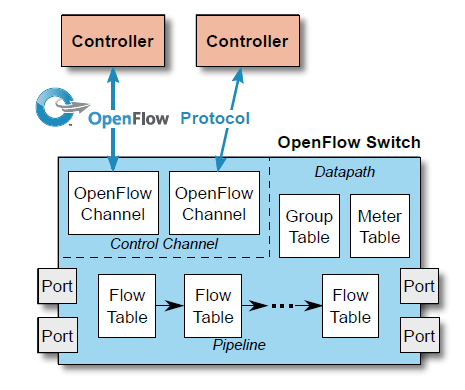 Controller
Controller
OpenFlow Protocol
OpenFlow Switch
OpenFlow
Channel
OpenFlow
Channel
Control Channel
Datapath
Group
Table
Meter
Table
Port
Port
Flow
Table
Flow
Table
Flow
Table
Pipeline
Port
Port